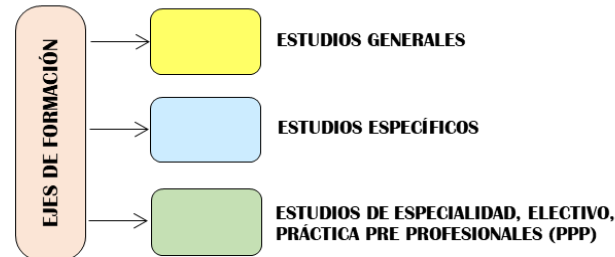 EJES DE FORMACIÓN
ESTUDIOS GENERALES
ESTUDIOS ESPECÍFICOS
ESTUDIOS DE ESPECIALIDAD, ELECTIVO,
PRÁCTICA PRE PROFESIONALES (PPP)